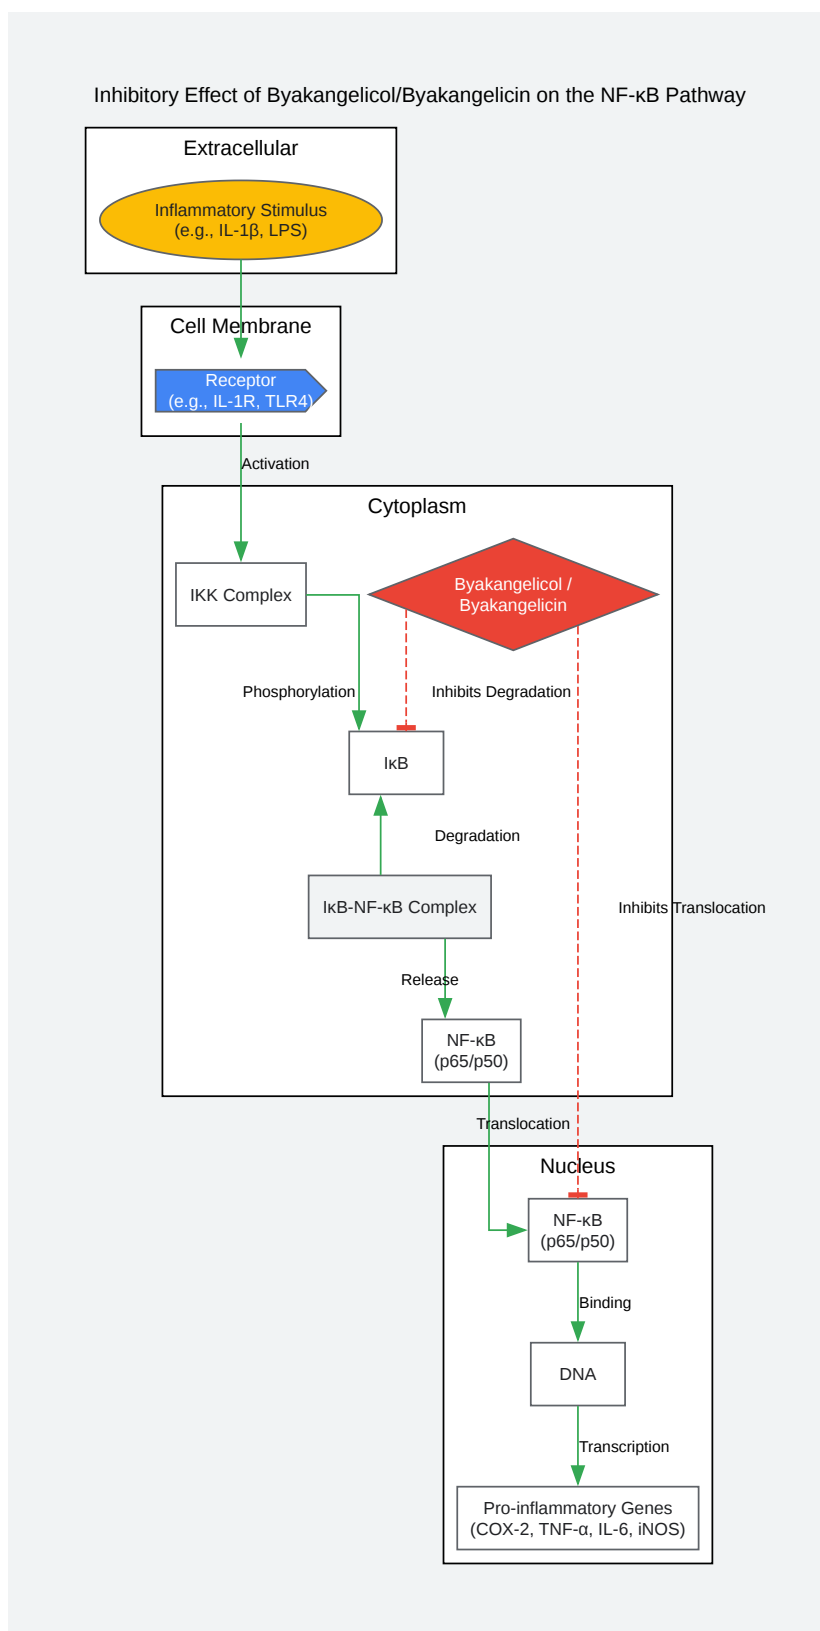 Inhibitory Effect of Byakangelicol/Byakangelicin on the NF-κB Pathway
Extracellular
Inflammatory Stimulus
(e.g., IL-1β, LPS)
Cell Membrane
Receptor
(e.g., IL-1R, TLR4)
Activation
Cytoplasm
IKK Complex
Byakangelicol /
Byakangelicin
Phosphorylation
Inhibits Degradation
IκB
Degradation
IκB-NF-κB Complex
Inhibits Translocation
Release
NF-κB
(p65/p50)
Translocation
Nucleus
NF-κB
(p65/p50)
Binding
DNA
Transcription
Pro-inflammatory Genes
(COX-2, TNF-α, IL-6, iNOS)